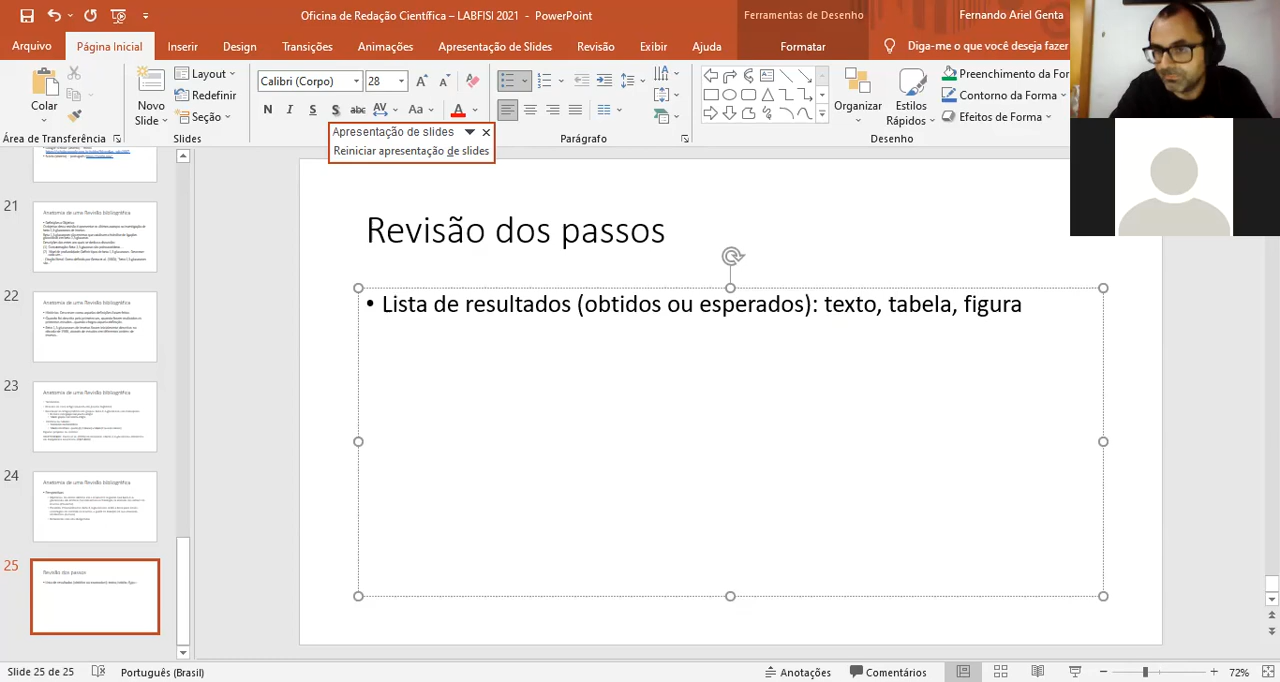 Oficina de Redação Científica – LABFISI 2021 - PowerPoint
Ferramentas de Desenho
Fernando Ariel Genta
Arquivo
Página Inicial
Inserir
Design
Transições
Animações
Apresentação de Slides
Revisão
Exibir
Ajuda
Formatar
Diga-me o que você deseja fazer
Colar
Novo
Slide
Layout
Redefinir
Seção
Calibri (Corpo)
28
N I S S abc AV Aa A
Organizar
Estilos
Rápidos
Preenchimento da For
Contorno da Forma
Efeitos de Forma
Área de Transferência
Slides
Parágrafo
Desenho
Apresentação de slides
Reiniciar apresentação de slides
21
Anatomia de uma Revisão bibliográfica
22
Anatomia de uma Revisão bibliográfica
23
Anatomia de uma Revisão bibliográfica
24
Anatomia de uma Revisão bibliográfica
25
Revisão dos passos
Revisão dos passos
• Lista de resultados (obtidos ou esperados): texto, tabela, figura
Slide 25 de 25
Português (Brasil)
Anotações
Comentários
72%